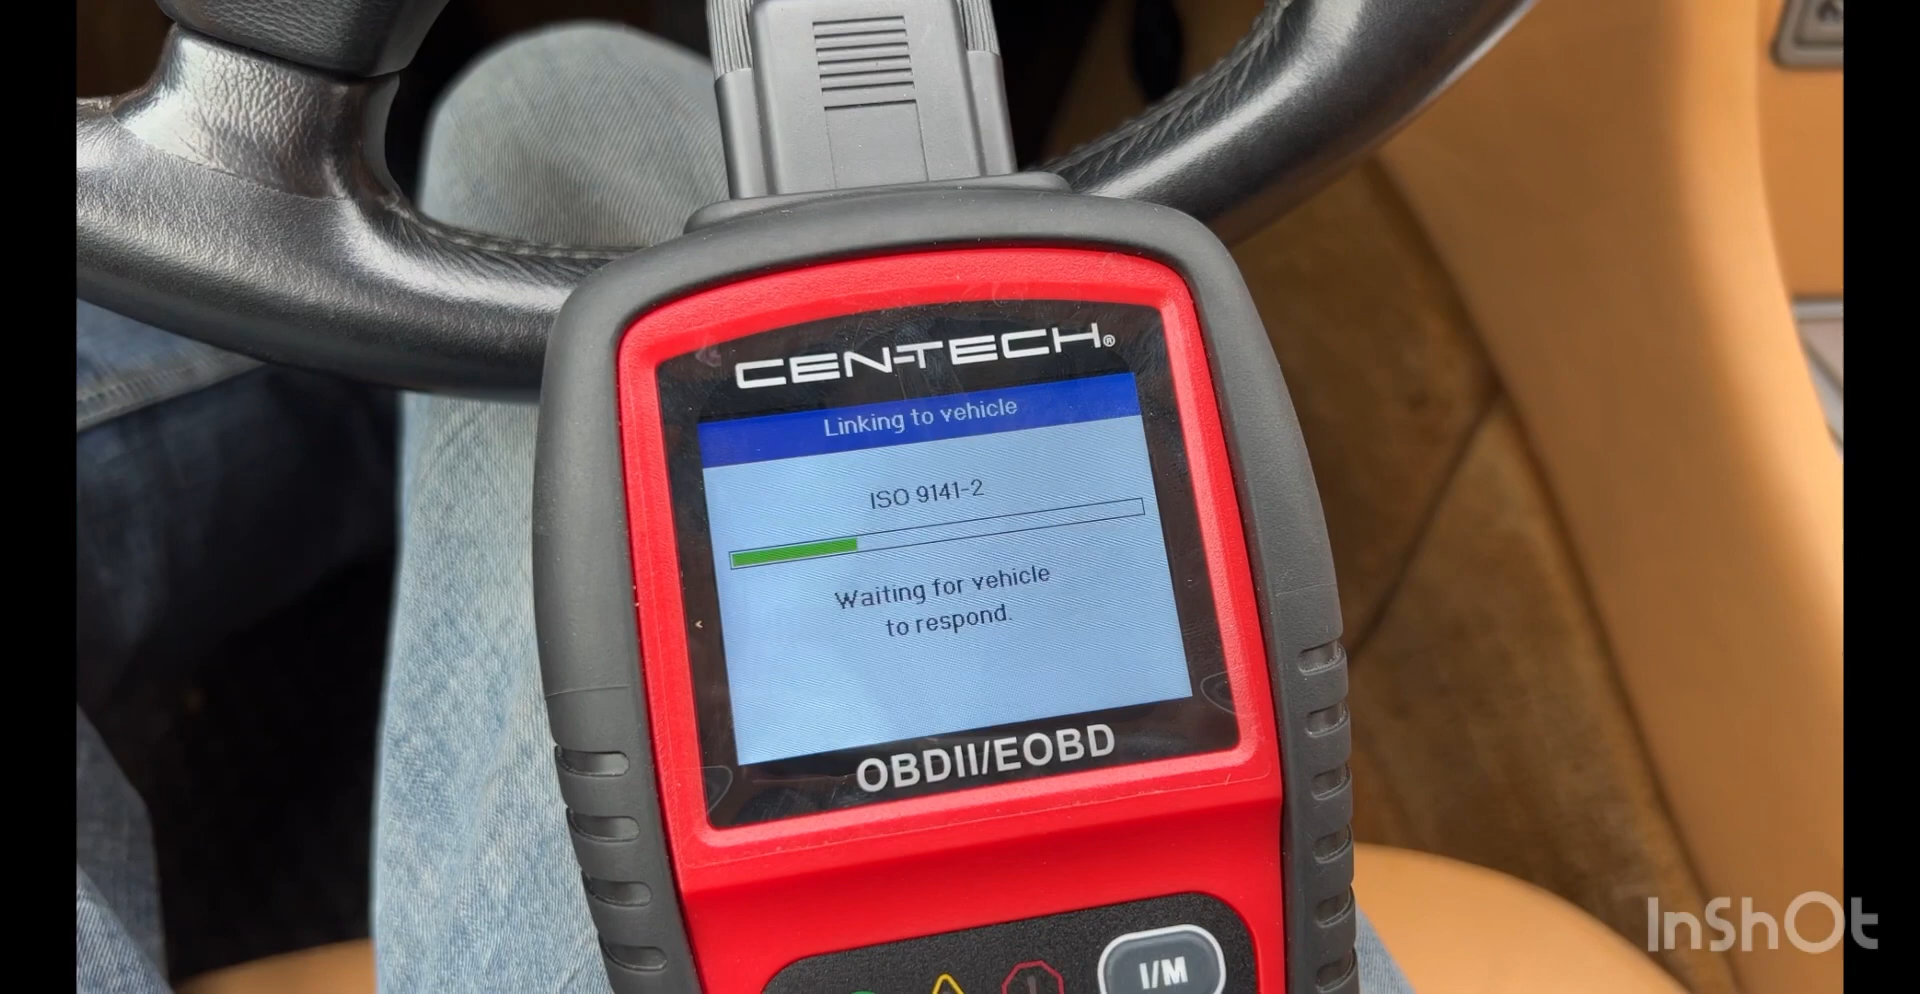 CEN-TECH®
Linking to vehicle
ISO 9141-2
Waiting for vehicle
to respond.
OBDII/EOBD
I/M
InShOt